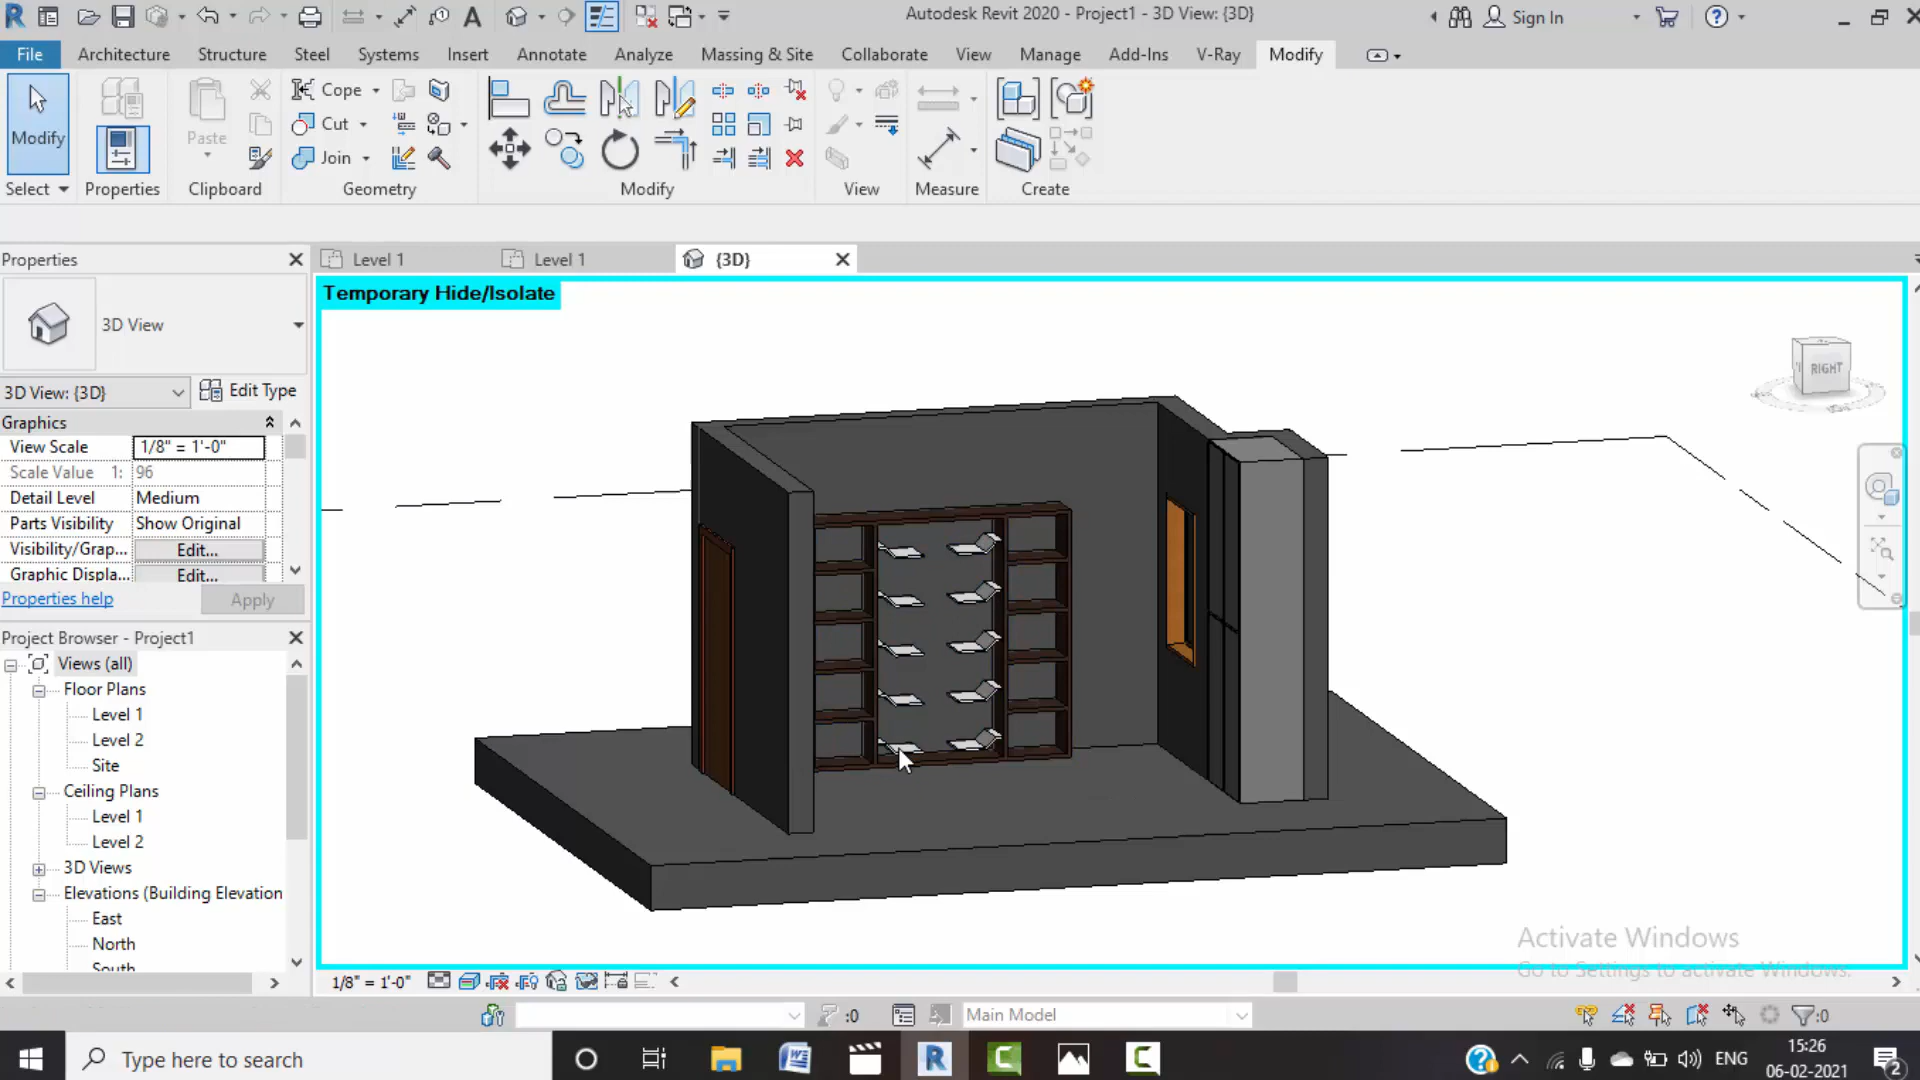 Autodesk Revit 2020 - Project1 - 3D View: {3D}
Sign In
File
Architecture
Structure
Steel
Systems
Insert
Annotate
Analyze
Massing & Site
Collaborate
View
Manage
Add-Ins
V-Ray
Modify
Modify
Select
Properties
Paste
Clipboard
Cope
Cut
Join
Geometry
Modify
View
Measure
Create
Properties
Level 1
Level 1
{3D}
Temporary Hide/Isolate
3D View
3D View: {3D}
Edit Type
Graphics
View Scale 1/8" = 1'-0"
Scale Value 1: 96
Detail Level Medium
Parts Visibility Show Original
Visibility/Grap... Edit...
Graphic Displa... Edit...
Properties help
Apply
Project Browser - Project1
Views (all)
Floor Plans
Level 1
Level 2
Site
Ceiling Plans
Level 1
Level 2
3D Views
Elevations (Building Elevation
East
North
South
RIGHT
Activate Windows
Go to Settings to activate Windows.
1/8" = 1'-0"
:0
Main Model
:0
Type here to search
ENG
15:26
06-02-2021
2